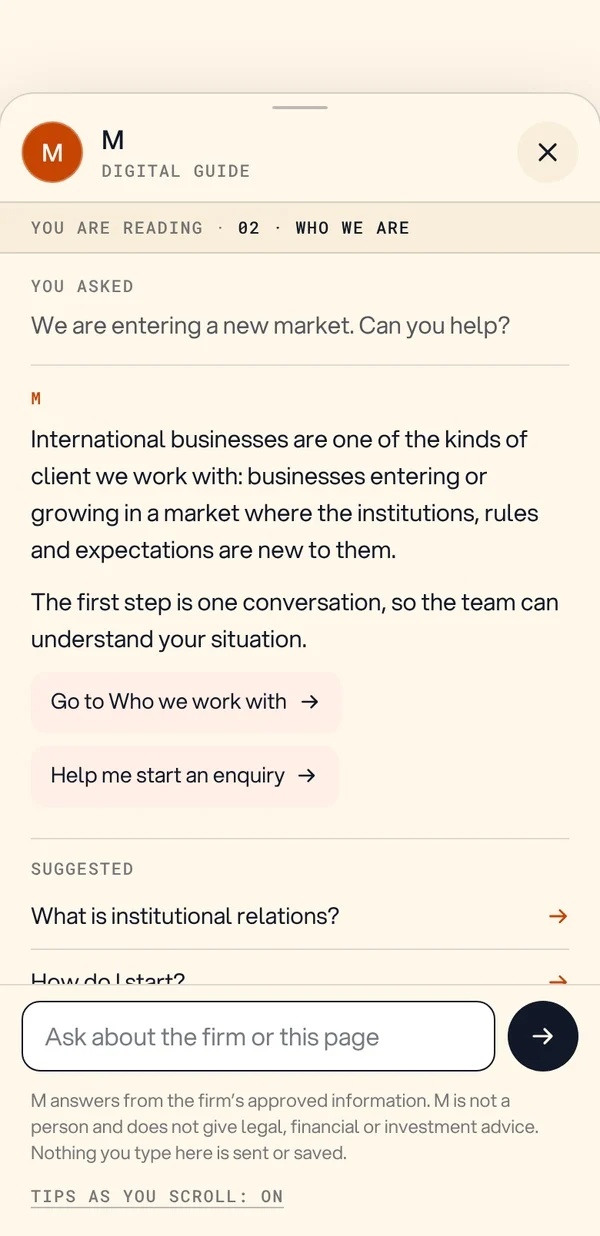 M
M
DIGITAL GUIDE
YOU ARE READING · 02 · WHO WE ARE
YOU ASKED
We are entering a new market. Can you help?
M
International businesses are one of the kinds of
client we work with: businesses entering or
growing in a market where the institutions, rules
and expectations are new to them.
The first step is one conversation, so the team can
understand your situation.
Go to Who we work with →
Help me start an enquiry →
SUGGESTED
What is institutional relations? →
How do I start? →
Ask about the firm or this page
M answers from the firm’s approved information. M is not a
person and does not give legal, financial or investment advice.
Nothing you type here is sent or saved.
TIPS AS YOU SCROLL: ON